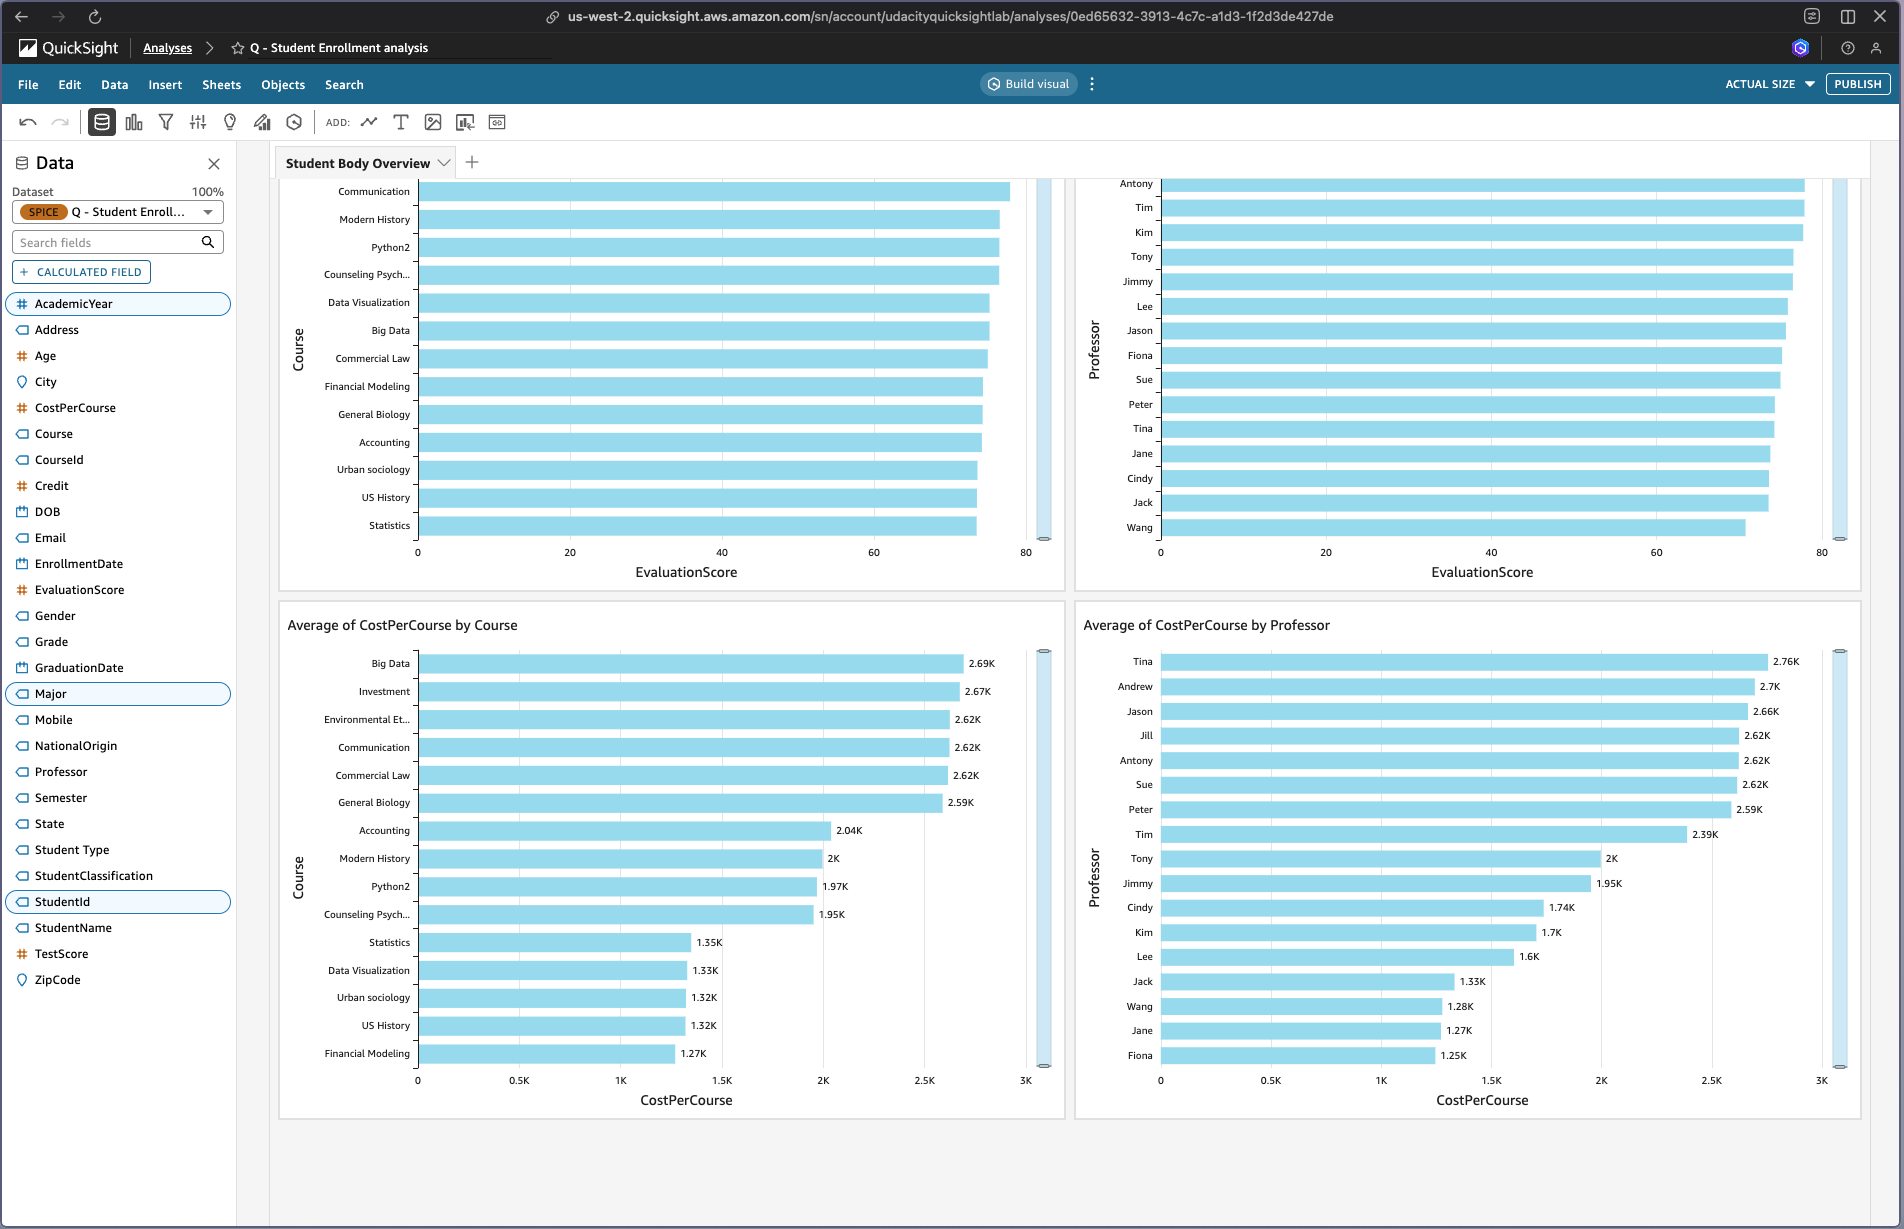 us-west-2.quicksight.aws.amazon.com/sn/account/udacityquicksightlab/analyses/0ed65632-3913-4c7c-a1d3-1f2d3de427de
QuickSight
Analyses
Q - Student Enrollment analysis
File Edit Data Insert Sheets Objects Search
Build visual
ACTUAL SIZE
PUBLISH
ADD:
Data
Dataset 100%
SPICE Q - Student Enroll...
Search fields
+ CALCULATED FIELD
AcademicYear
Address
Age
City
CostPerCourse
Course
CourseId
Credit
DOB
Email
EnrollmentDate
EvaluationScore
Gender
Grade
GraduationDate
Major
Mobile
NationalOrigin
Professor
Semester
State
Student Type
StudentClassification
StudentId
StudentName
TestScore
ZipCode
Student Body Overview
Course
Communication
Modern History
Python2
Counseling Psych...
Data Visualization
Big Data
Commercial Law
Financial Modeling
General Biology
Accounting
Urban sociology
US History
Statistics
0 20 40 60 80
EvaluationScore
Professor
Antony
Tim
Kim
Tony
Jimmy
Lee
Jason
Fiona
Sue
Peter
Tina
Jane
Cindy
Jack
Wang
0 20 40 60 80
EvaluationScore
Average of CostPerCourse by Course
Course
Big Data 2.69K
Investment 2.67K
Environmental Et... 2.62K
Communication 2.62K
Commercial Law 2.62K
General Biology 2.59K
Accounting 2.04K
Modern History 2K
Python2 1.97K
Counseling Psych... 1.95K
Statistics 1.35K
Data Visualization 1.33K
Urban sociology 1.32K
US History 1.32K
Financial Modeling 1.27K
0 0.5K 1K 1.5K 2K 2.5K 3K
CostPerCourse
Average of CostPerCourse by Professor
Professor
Tina 2.76K
Andrew 2.7K
Jason 2.66K
Jill 2.62K
Antony 2.62K
Sue 2.62K
Peter 2.59K
Tim 2.39K
Tony 2K
Jimmy 1.95K
Cindy 1.74K
Kim 1.7K
Lee 1.6K
Jack 1.33K
Wang 1.28K
Jane 1.27K
Fiona 1.25K
0 0.5K 1K 1.5K 2K 2.5K 3K
CostPerCourse